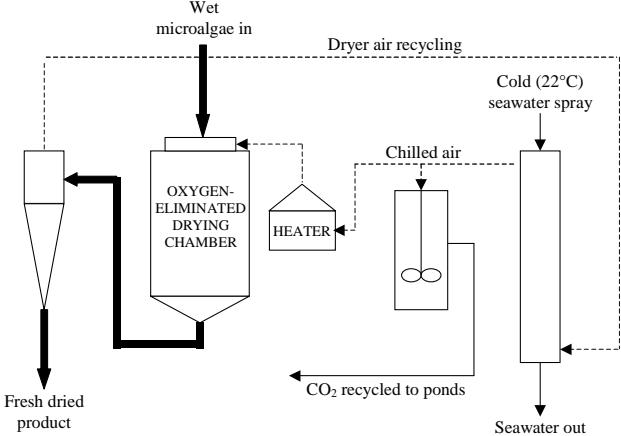 Wet
microalgae in
Dryer air recycling
Cold (22°C)
seawater spray
Chilled air
OXYGEN-
ELIMINATED
DRYING
CHAMBER
HEATER
CO₂ recycled to ponds
Fresh dried
product
Seawater out